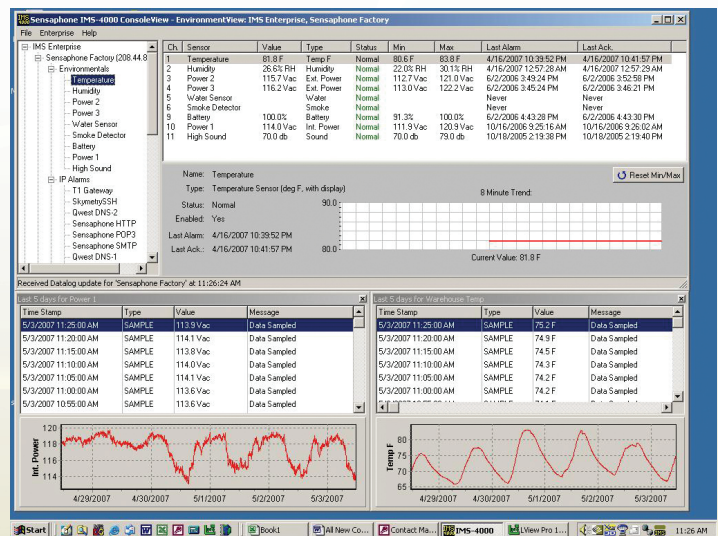 Sensaphone IMS-4000 ConsoleView - EnvironmentView: IMS Enterprise, Sensaphone Factory
File Enterprise Help
IMS Enterprise
Sensaphone Factory (208.44.8
Environmentals
Temperature
Humidity
Power 2
Power 3
Water Sensor
Smoke Detector
Battery
Power 1
High Sound
IP Alarms
T1 Gateway
SkymetrySSH
Qwest DNS-2
Sensaphone HTTP
Sensaphone POP3
Sensaphone SMTP
Qwest DNS-1
Ch. Sensor Value Type Status Min Max Last Alarm Last Ack.
1 Temperature 81.8 F Temp F Normal 80.6 F 83.8 F 4/16/2007 10:39:52 PM 4/16/2007 10:41:57 PM
2 Humidity 26.6% RH Humidity Normal 22.0% RH 30.1% RH 4/16/2007 12:57:28 AM 4/16/2007 12:57:29 AM
3 Power 2 115.7 Vac Ext. Power Normal 112.7 Vac 121.0 Vac 6/2/2006 3:49:24 PM 6/2/2006 3:52:58 PM
4 Power 3 116.2 Vac Ext. Power Normal 113.0 Vac 122.2 Vac 6/2/2006 3:45:24 PM 6/2/2006 3:46:21 PM
5 Water Sensor Water Normal Never Never
6 Smoke Detector Smoke Normal Never Never
9 Battery 100.0% Battery Normal 91.3% 100.0% 6/2/2006 4:43:28 PM 6/2/2006 4:43:30 PM
10 Power 1 114.0 Vac Int. Power Normal 111.9 Vac 120.9 Vac 10/16/2006 9:25:16 AM 10/16/2006 9:26:02 AM
11 High Sound 70.0 db Sound Normal 70.0 db 79.0 db 10/18/2005 2:19:38 PM 10/18/2005 2:19:40 PM
Name: Temperature
Type: Temperature Sensor (deg F, with display)
Status: Normal
Enabled: Yes
Last Alarm: 4/16/2007 10:39:52 PM
Last Ack.: 4/16/2007 10:41:57 PM
Reset Min/Max
8 Minute Trend:
90.0
80.0
Current Value: 81.8 F
Received Datalog update for 'Sensaphone Factory' at 11:26:24 AM
Last 5 days for Power 1
Time Stamp Type Value Message
5/3/2007 11:25:00 AM SAMPLE 113.9 Vac Data Sampled
5/3/2007 11:20:00 AM SAMPLE 114.1 Vac Data Sampled
5/3/2007 11:15:00 AM SAMPLE 113.8 Vac Data Sampled
5/3/2007 11:10:00 AM SAMPLE 114.0 Vac Data Sampled
5/3/2007 11:05:00 AM SAMPLE 114.1 Vac Data Sampled
5/3/2007 11:00:00 AM SAMPLE 113.6 Vac Data Sampled
5/3/2007 10:55:00 AM SAMPLE 113.6 Vac Data Sampled
Int. Power
120
118
116
114
4/29/2007 4/30/2007 5/1/2007 5/2/2007 5/3/2007
Last 5 days for Warehouse Temp
Time Stamp Type Value Message
5/3/2007 11:25:00 AM SAMPLE 75.2 F Data Sampled
5/3/2007 11:20:00 AM SAMPLE 74.9 F Data Sampled
5/3/2007 11:15:00 AM SAMPLE 74.5 F Data Sampled
5/3/2007 11:10:00 AM SAMPLE 74.3 F Data Sampled
5/3/2007 11:05:00 AM SAMPLE 74.2 F Data Sampled
5/3/2007 11:00:00 AM SAMPLE 74.2 F Data Sampled
Temp F
80
75
70
65
4/29/2007 4/30/2007 5/1/2007 5/2/2007 5/3/2007
Start Book1 All New Co... Contact Ma... IMS-4000 LView Pro 1... 11:26 AM